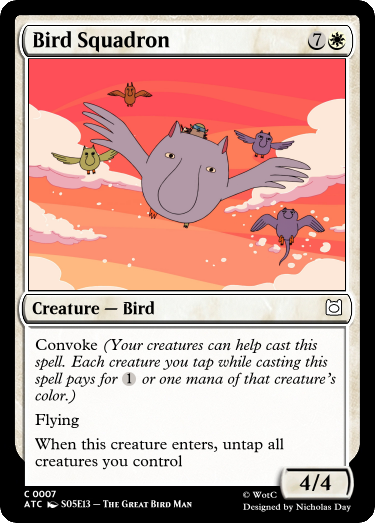 Bird Squadron 7
Creature — Bird
Convoke (Your creatures can help cast this
spell. Each creature you tap while casting this
spell pays for 1 or one mana of that creature's
color.)
Flying
When this creature enters, untap all
creatures you control
4/4
C 0007
ATC S05E13 — The Great Bird Man
© WotC
Designed by Nicholas Day